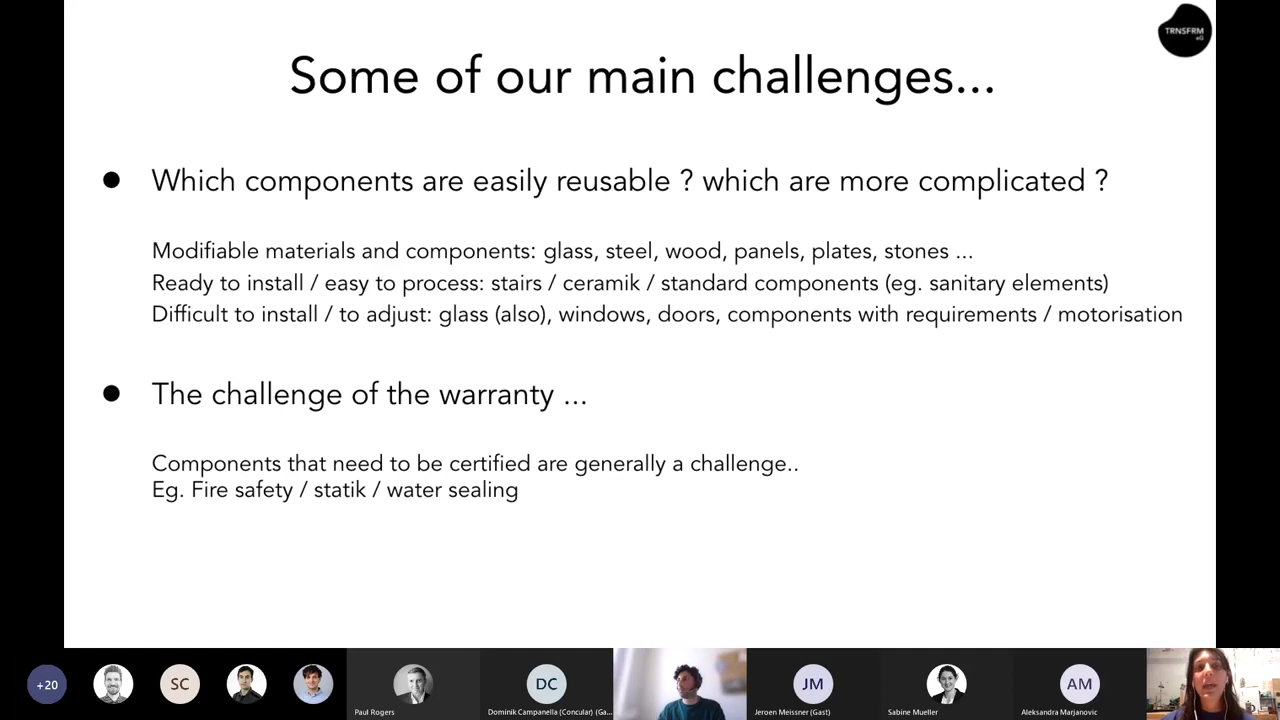 TRNSFRM
eG
Some of our main challenges...
● Which components are easily reusable ? which are more complicated ?
Modifiable materials and components: glass, steel, wood, panels, plates, stones ...
Ready to install / easy to process: stairs / ceramik / standard components (eg. sanitary elements)
Difficult to install / to adjust: glass (also), windows, doors, components with requirements / motorisation
● The challenge of the warranty ...
Components that need to be certified are generally a challenge..
Eg. Fire safety / statik / water sealing
+20
SC
DC
JM
AM
Paul Rogers
Dominik Campanella (Concular) (Ga...
Jeroen Meissner (Gast)
Sabine Mueller
Aleksandra Marjanovic